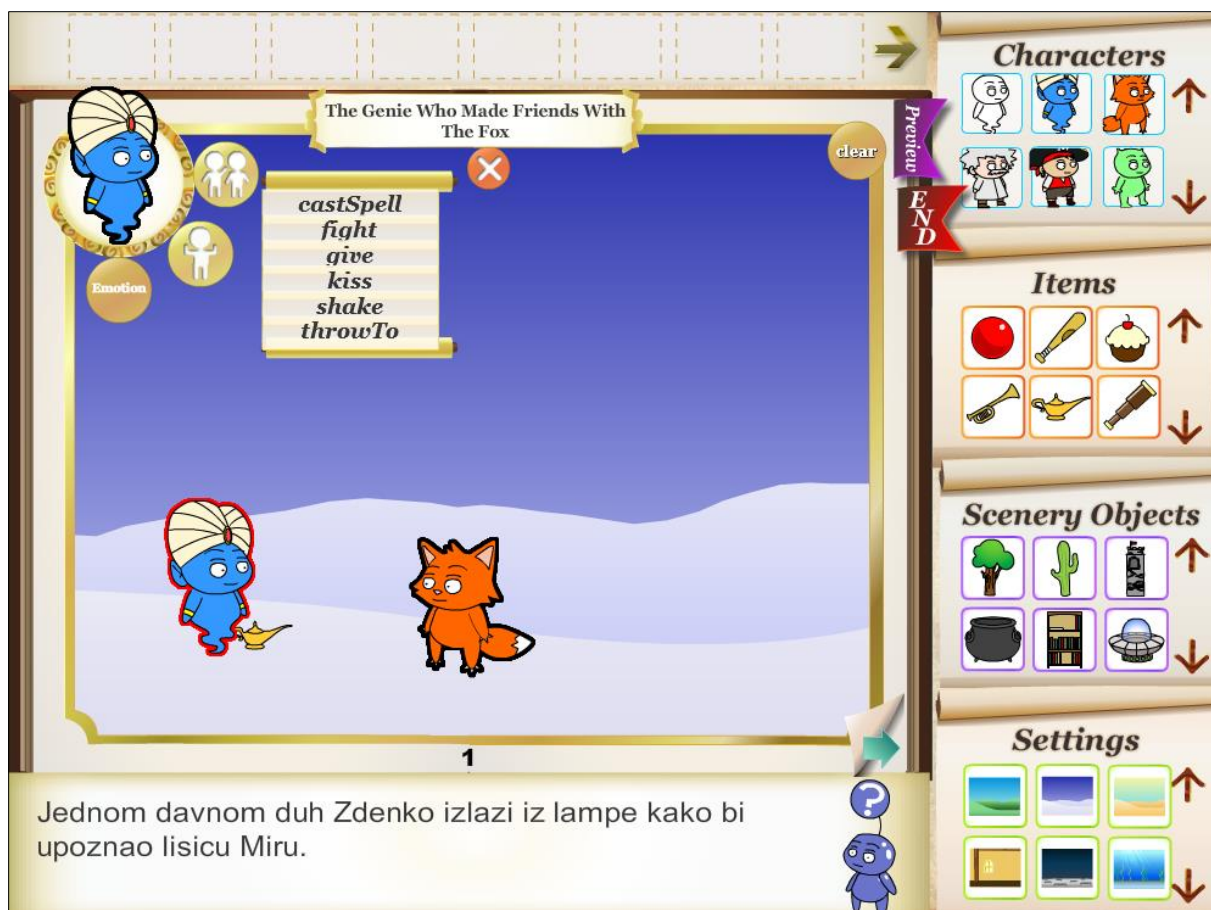 Characters
The Genie Who Made Friends With
The Fox
Preview
clear
END
castSpell
fight
give
kiss
shake
throwTo
Emotion
Items
Scenery Objects
Settings
1
?
Jednom davnom duh Zdenko izlazi iz lampe kako bi
upoznao lisicu Miru.